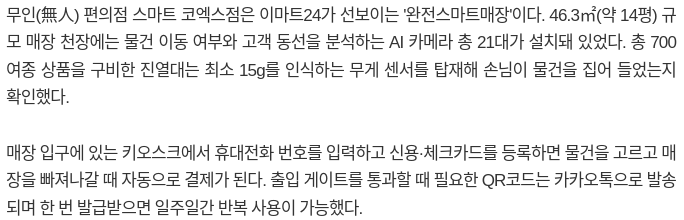 무인(無人) 편의점 스마트 코엑스점은 이마트24가 선보이는 '완전스마트매장'이다. 46.3㎡(약 14평) 규
모 매장 천장에는 물건 이동 여부와 고객 동선을 분석하는 AI 카메라 총 21대가 설치돼 있었다. 총 700
여종 상품을 구비한 진열대는 최소 15g를 인식하는 무게 센서를 탑재해 손님이 물건을 집어 들었는지
확인했다.
매장 입구에 있는 키오스크에서 휴대전화 번호를 입력하고 신용·체크카드를 등록하면 물건을 고르고 매
장을 빠져나갈 때 자동으로 결제가 된다. 출입 게이트를 통과할 때 필요한 QR코드는 카카오톡으로 발송
되며 한 번 발급받으면 일주일간 반복 사용이 가능했다.